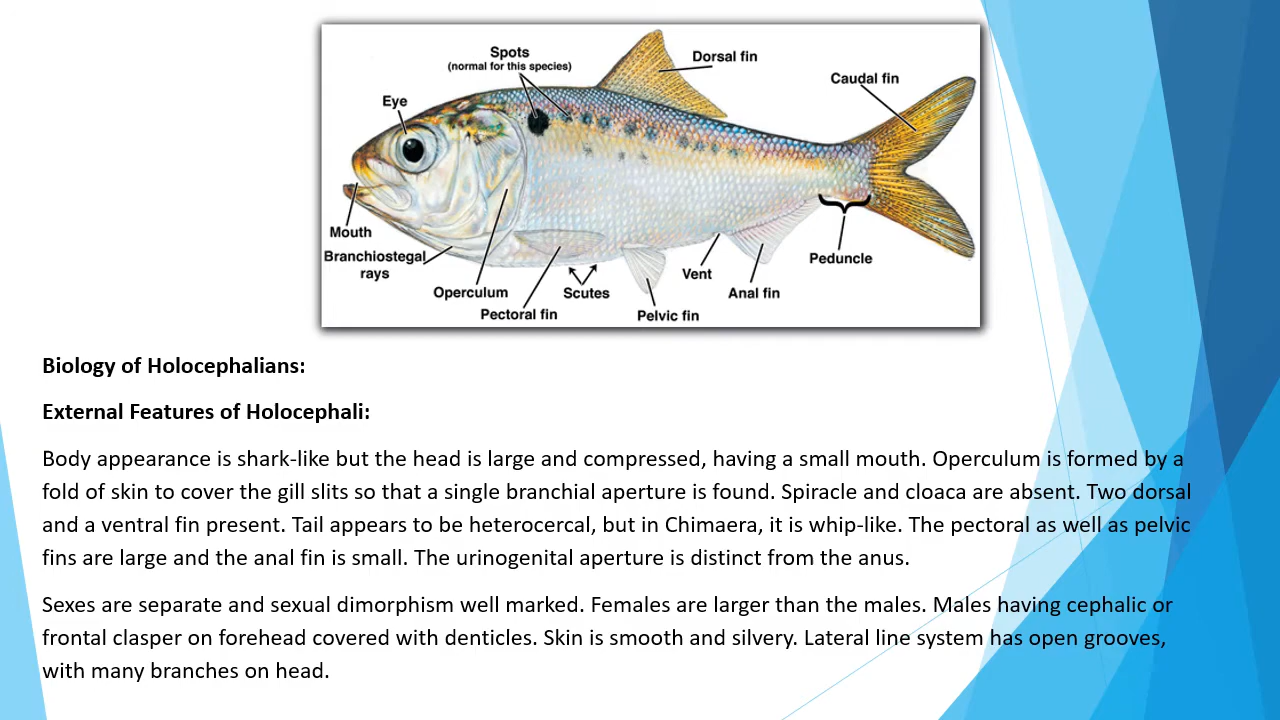 Spots
(normal for this species)
Dorsal fin
Caudal fin
Eye
Mouth
Branchiostegal
rays
Operculum
Pectoral fin
Scutes
Pelvic fin
Vent
Anal fin
Peduncle
Biology of Holocephalians:
External Features of Holocephali:
Body appearance is shark-like but the head is large and compressed, having a small mouth. Operculum is formed by a
fold of skin to cover the gill slits so that a single branchial aperture is found. Spiracle and cloaca are absent. Two dorsal
and a ventral fin present. Tail appears to be heterocercal, but in Chimaera, it is whip-like. The pectoral as well as pelvic
fins are large and the anal fin is small. The urinogenital aperture is distinct from the anus.
Sexes are separate and sexual dimorphism well marked. Females are larger than the males. Males having cephalic or
frontal clasper on forehead covered with denticles. Skin is smooth and silvery. Lateral line system has open grooves,
with many branches on head.